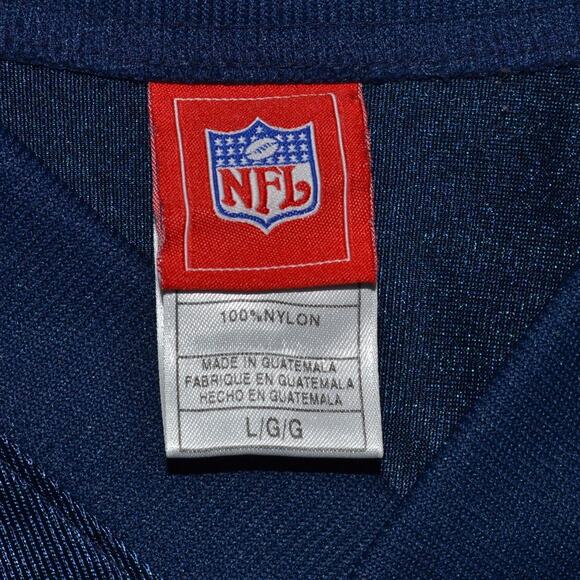 NFL
100%NYLON
MADE IN GUATEMALA
FABRIQUE EN GUATEMALA
HECHO EN GUATEMALA
L/G/G